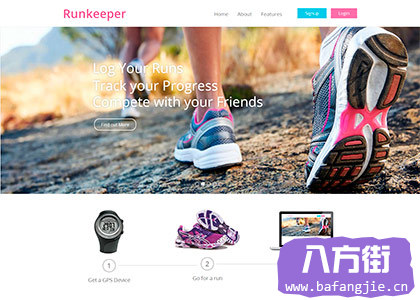 Runkeeper
Home About Features Signup Login
Log Your Runs
Track your Progress
Compete with your Friends
Find out More
1 2
Get a GPS Device Go for a run
八方街
www.bafangjie.cn